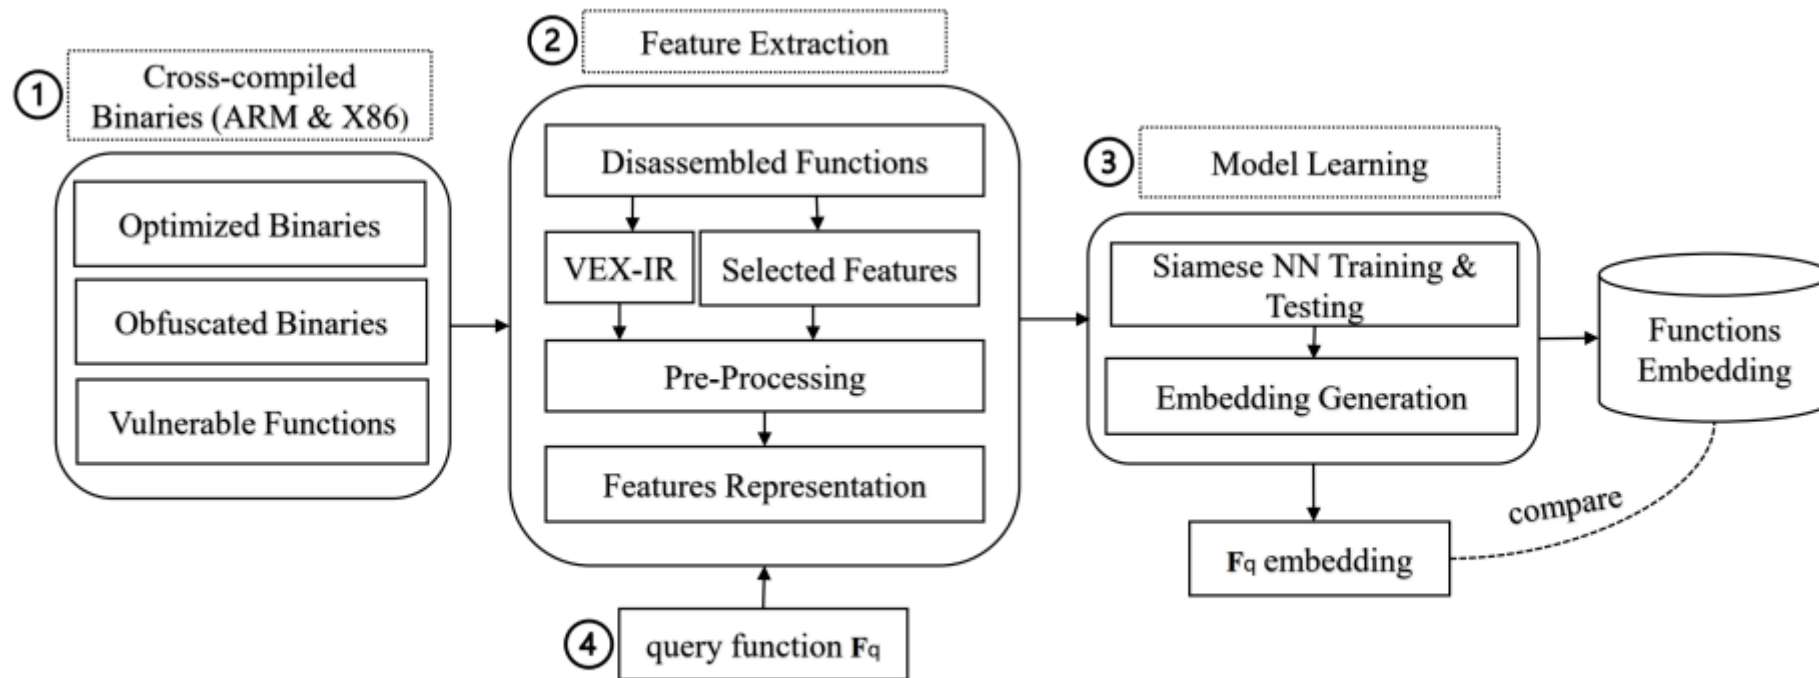 1
Cross-compiled
Binaries (ARM & X86)
Optimized Binaries
Obfuscated Binaries
Vulnerable Functions
2
Feature Extraction
Disassembled Functions
VEX-IR
Selected Features
Pre-Processing
Features Representation
4
query function Fq
3
Model Learning
Siamese NN Training &
Testing
Embedding Generation
Fq embedding
compare
Functions
Embedding